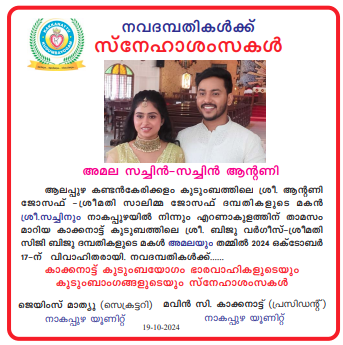 നവദമ്പതികൾക്ക്
സ്നേഹാശംസകൾ
അമല സച്ചിൻ-സച്ചിൻ ആന്റണി
ആലപ്പുഴ കണ്ടൻകേരിക്കളം കുടുംബത്തിലെ ശ്രീ. ആന്റണി
ജോസഫ് -ശ്രീമതി സാലിമ്മ ജോസഫ് ദമ്പതികളുടെ മകൻ
ശ്രീ.സച്ചിനും നാകപ്പുഴയിൽ നിന്നും എറണാകുളത്തിന് താമസം
മാറിയ കാക്കനാട്ട് കുടുബത്തിലെ ശ്രീ. ബിജു വർഗീസ്-ശ്രീമതി
സിജി ബിജു ദമ്പതികളുടെ മകൾ അമലയും തമ്മിൽ 2024 ഒക്ടോബർ
17-ന് വിവാഹിതരായി. നവദമ്പതികൾക്ക്......
കാക്കനാട്ട് കുടുംബയോഗം ഭാരവാഹികളുടെയും
കുടുംബാംഗങ്ങളുടെയും സ്നേഹാശംസകൾ
ജെയിംസ് മാത്യു (സെക്രട്ടറി) മവിൻ സി. കാക്കനാട്ട് (പ്രസിഡന്റ്)
നാകപ്പുഴ യൂണിറ്റ് നാകപ്പുഴ യൂണിറ്റ്
19-10-2024